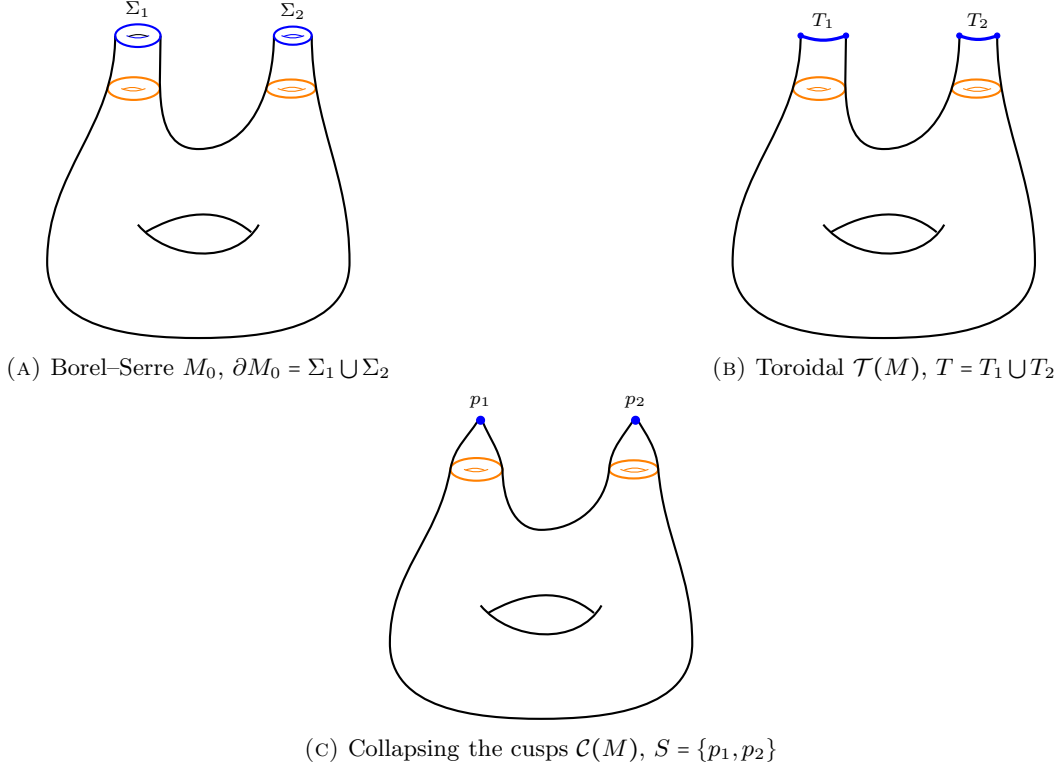 Σ₁ Σ₂
T₁ T₂
(A) Borel–Serre M₀, ∂M₀ = Σ₁ ⋃ Σ₂
(B) Toroidal 𝒯(M), T = T₁ ⋃ T₂
p₁ p₂
(C) Collapsing the cusps 𝒞(M), S = {p₁, p₂}